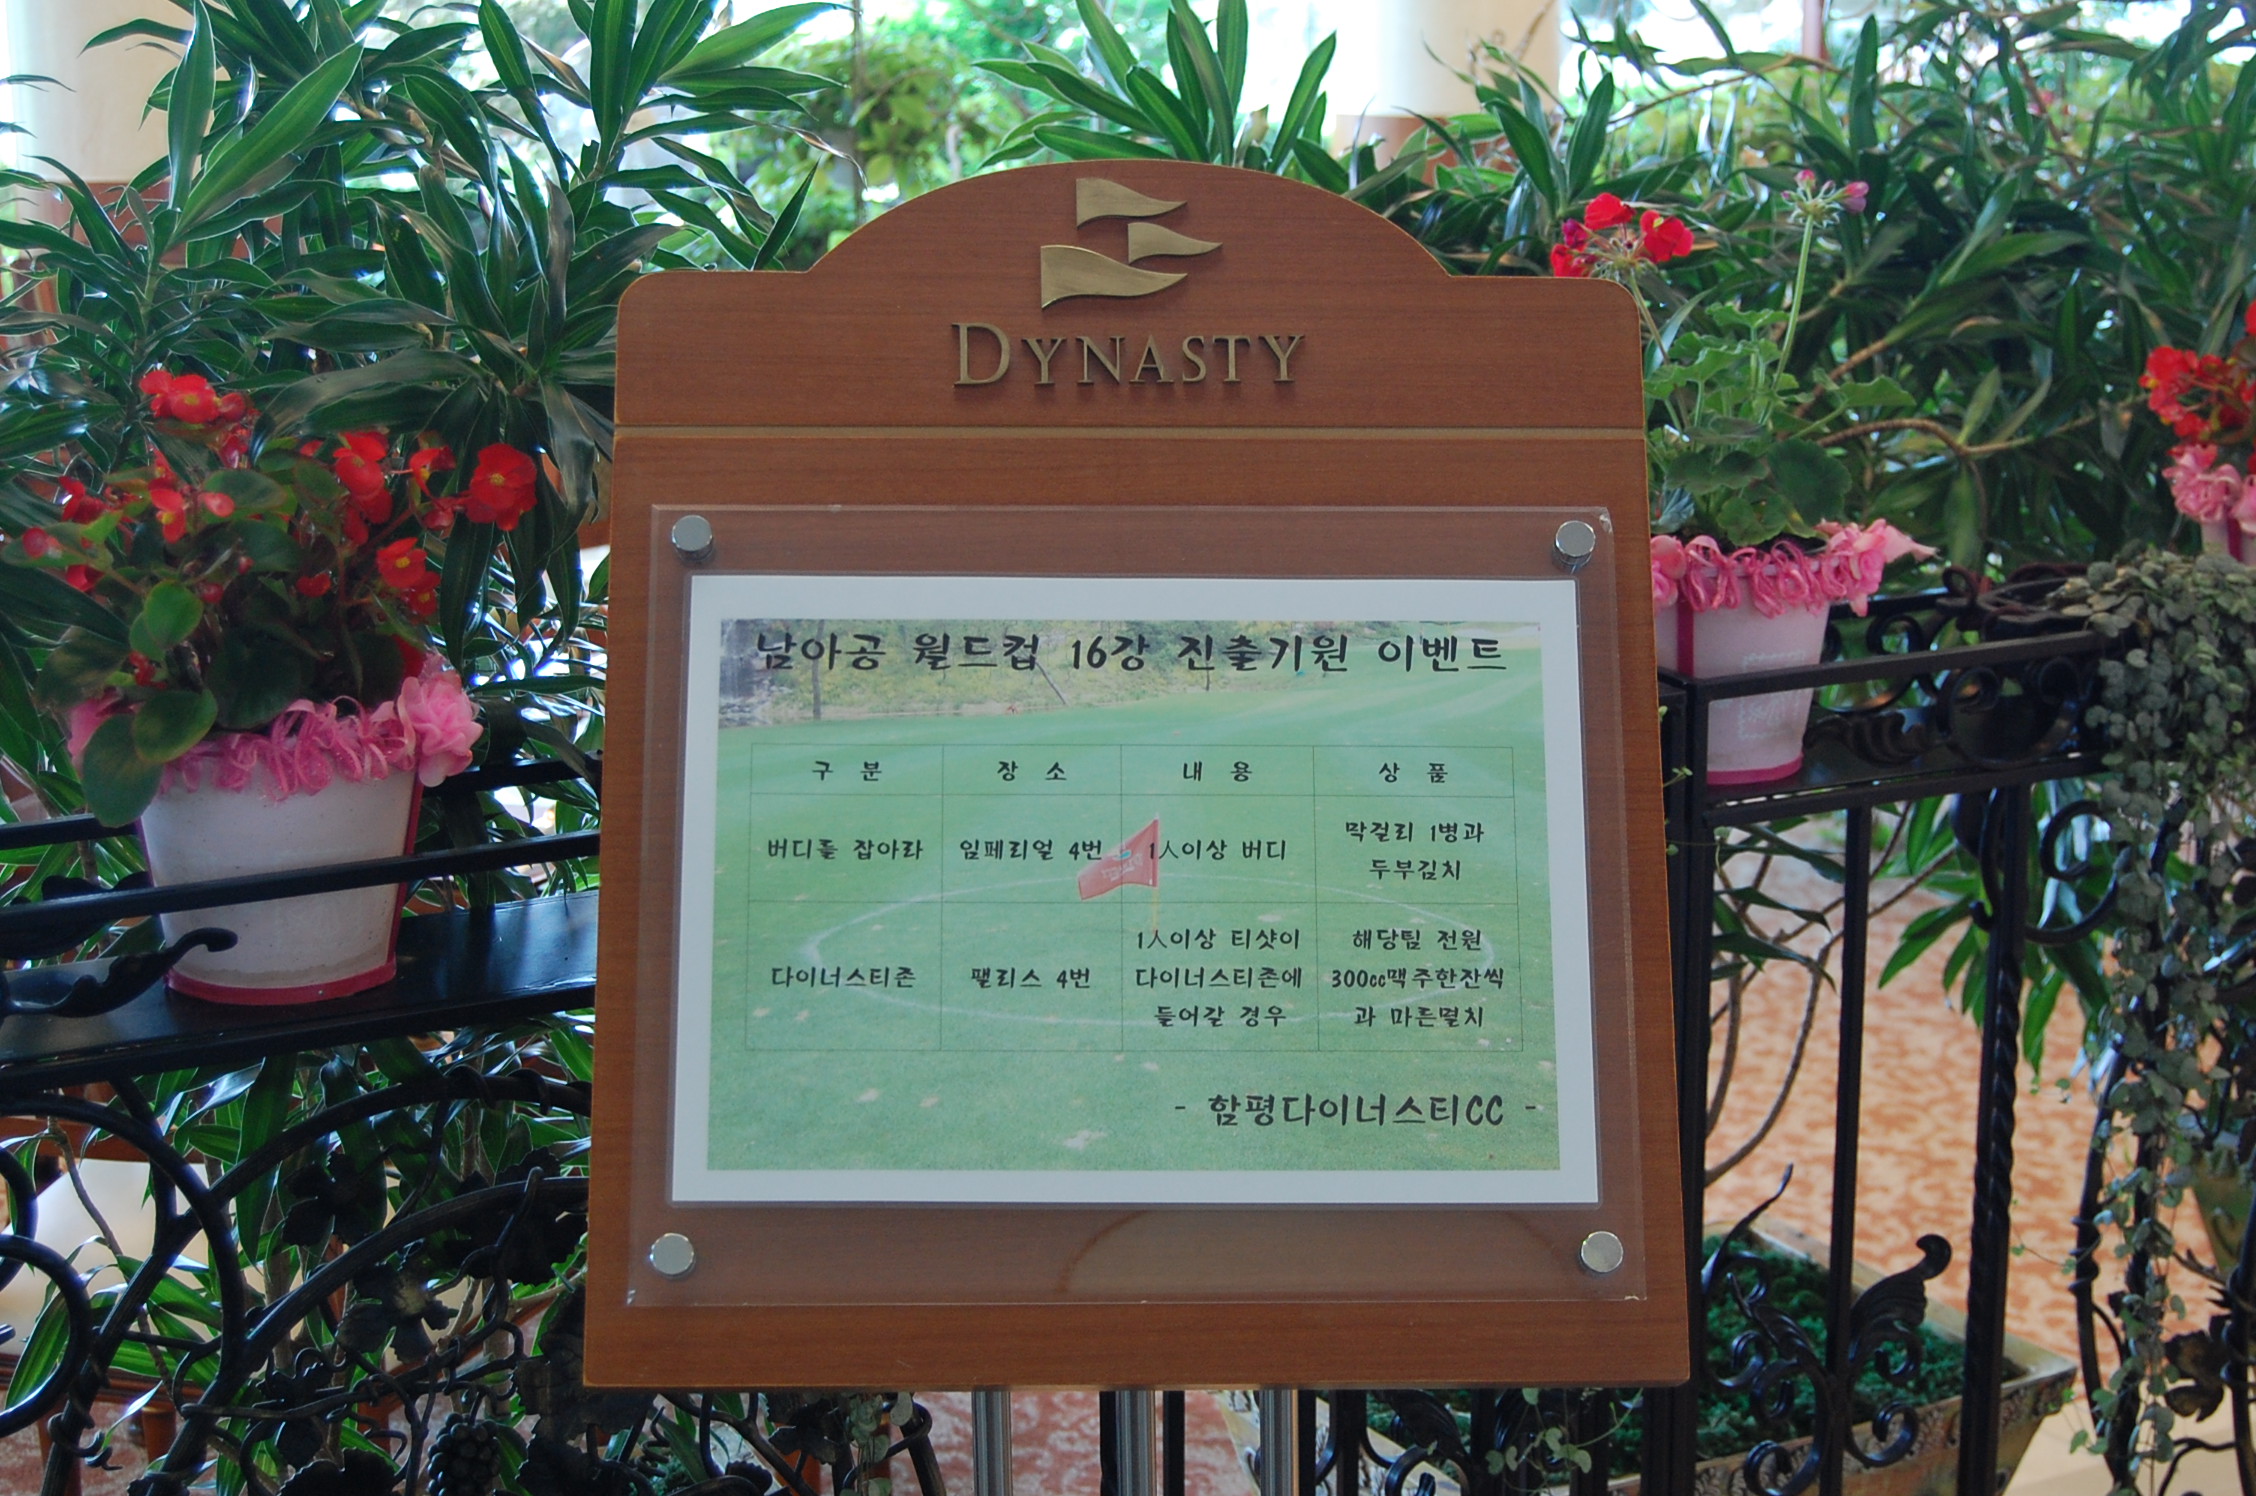 DYNASTY
남아공 월드컵 16강 진출기원 이벤트
구 분 장 소 내 용 상 품
버디를 잡아라 임페리얼 4번 1人이상 버디 막걸리 1병과
두부김치
다이너스티존 팰리스 4번 1人이상 티샷이
다이너스티존에
들어갈 경우
해당팀 전원
300cc맥주한잔씩
과 마른멸치
- 함평다이너스티CC -